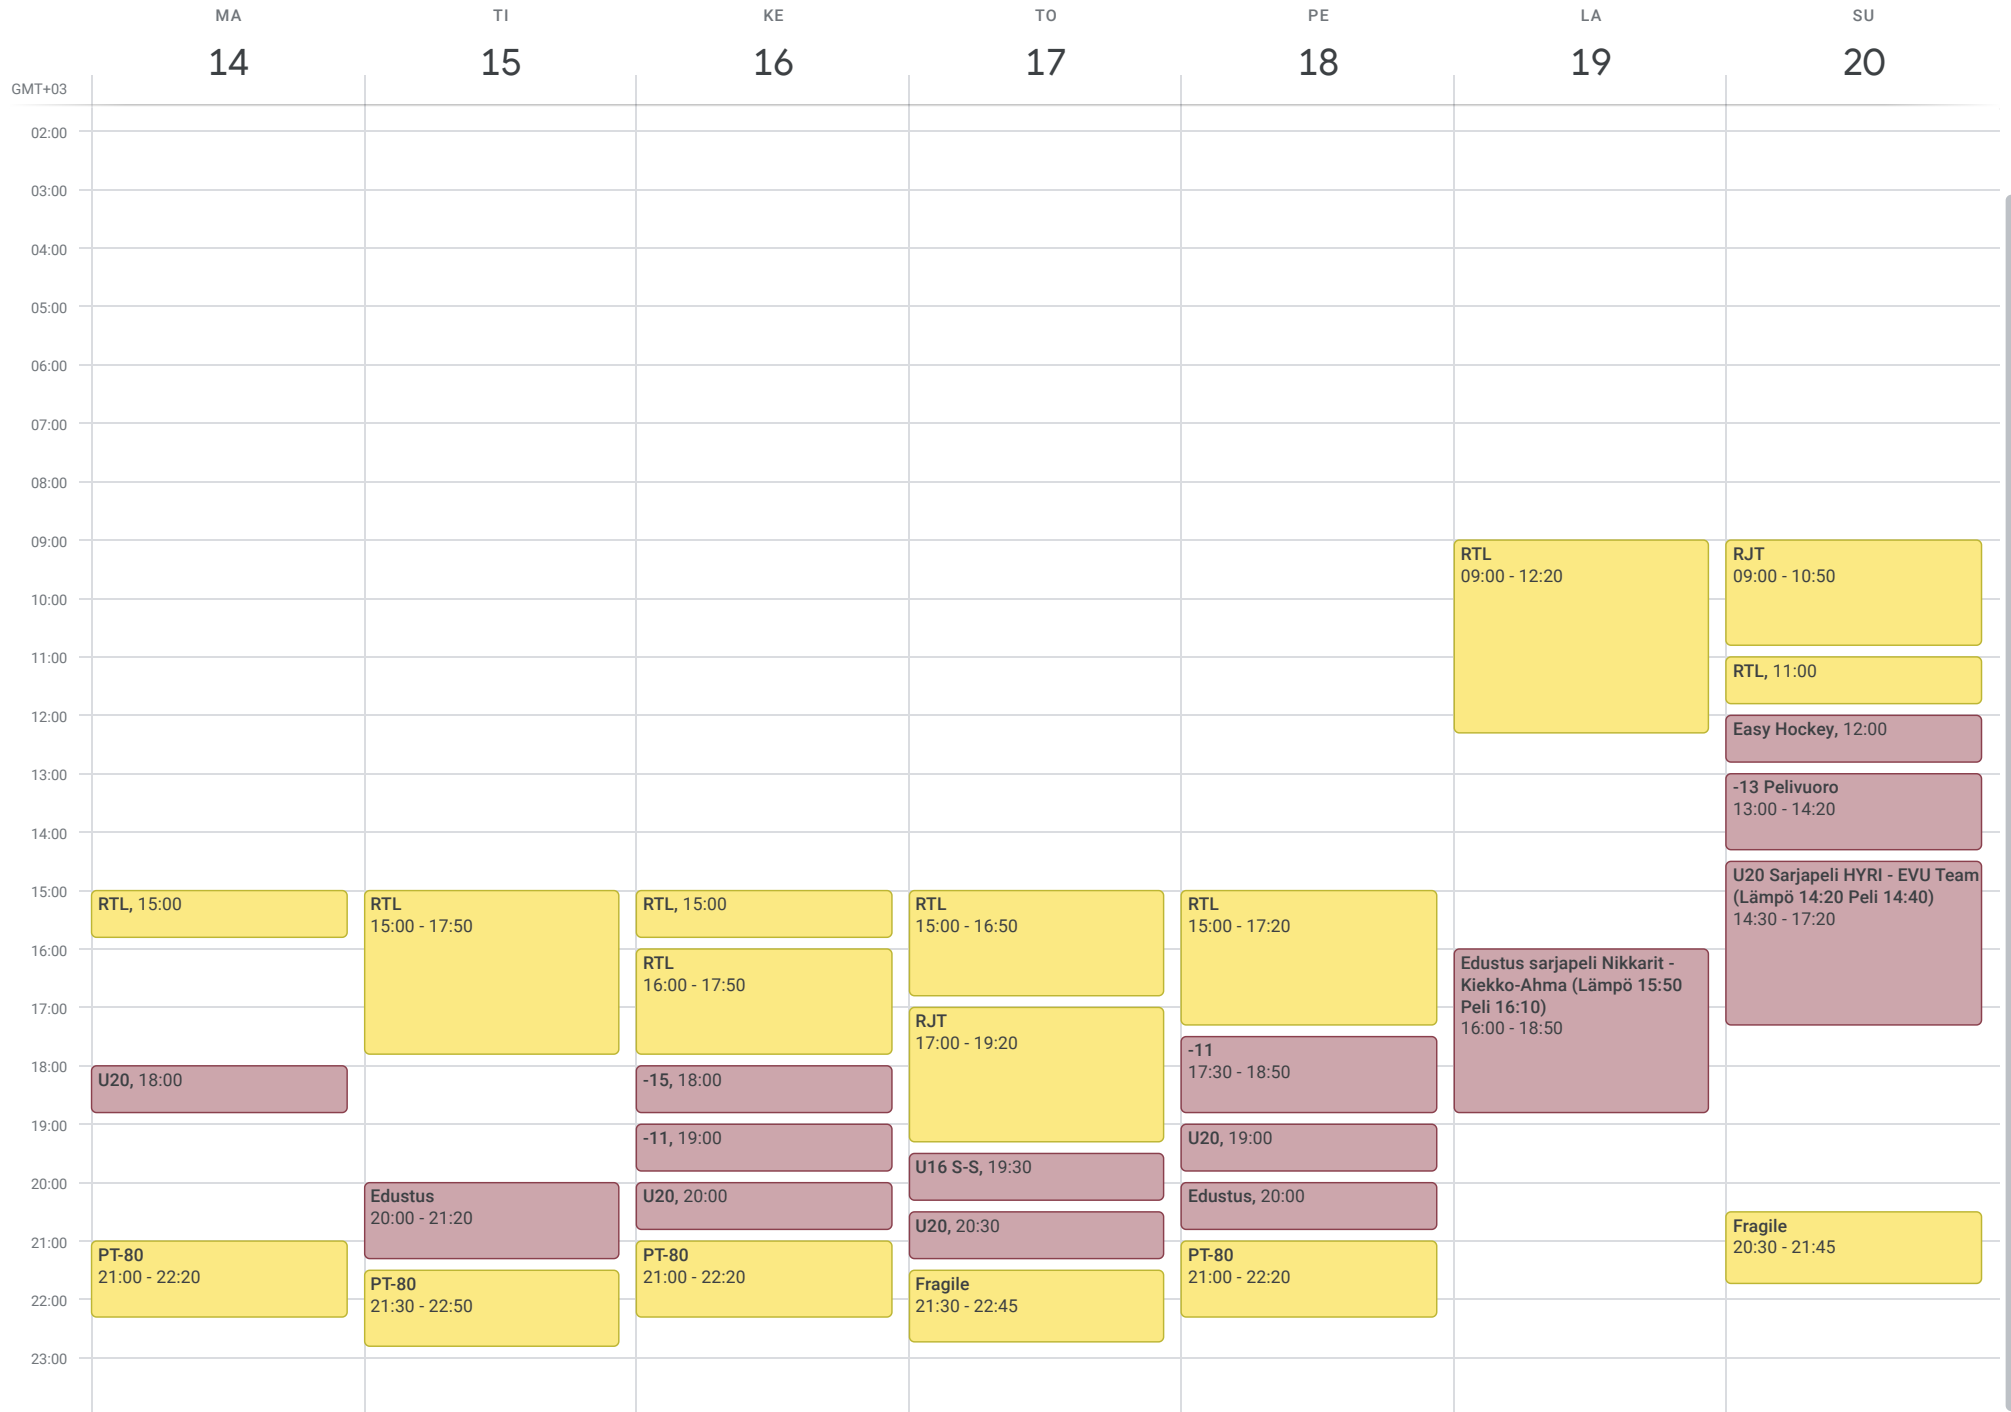 MA
TI
KE
TO
PE
LA
SU
14
15
16
17
18
19
20
GMT+03
02:00
03:00
04:00
05:00
06:00
07:00
08:00
09:00
10:00
11:00
12:00
13:00
14:00
15:00
16:00
17:00
18:00
19:00
20:00
21:00
22:00
23:00
RTL, 15:00
U20, 18:00
PT-80
21:00 - 22:20
RTL
15:00 - 17:50
Edustus
20:00 - 21:20
PT-80
21:30 - 22:50
RTL, 15:00
RTL
16:00 - 17:50
-15, 18:00
-11, 19:00
U20, 20:00
PT-80
21:00 - 22:20
RTL
15:00 - 16:50
RJT
17:00 - 19:20
U16 S-S, 19:30
U20, 20:30
Fragile
21:30 - 22:45
RTL
15:00 - 17:20
-11
17:30 - 18:50
U20, 19:00
Edustus, 20:00
PT-80
21:00 - 22:20
RTL
09:00 - 12:20
Edustus sarjapeli Nikkarit -
Kiekko-Ahma (Lämpö 15:50
Peli 16:10)
16:00 - 18:50
RJT
09:00 - 10:50
RTL, 11:00
Easy Hockey, 12:00
-13 Pelivuoro
13:00 - 14:20
U20 Sarjapeli HYRI - EVU Team
(Lämpö 14:20 Peli 14:40)
14:30 - 17:20
Fragile
20:30 - 21:45